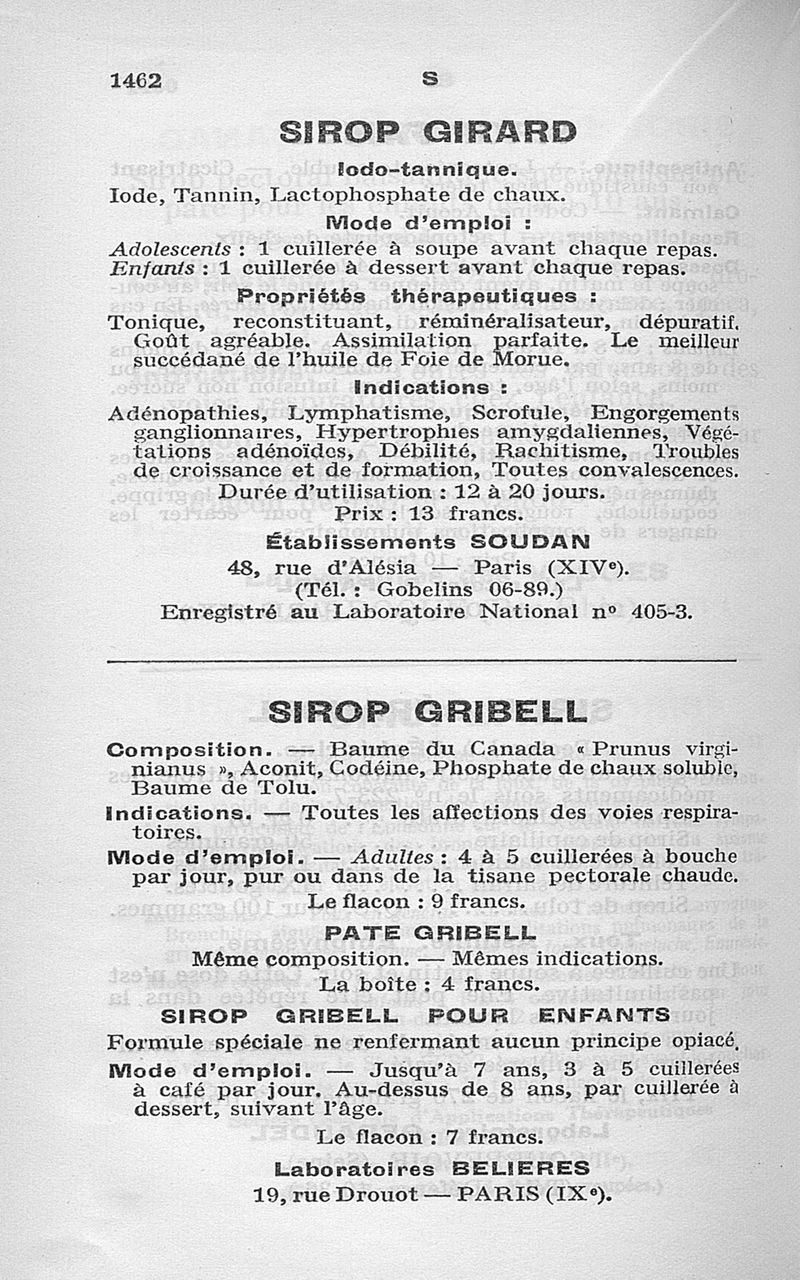 1462 S
SIROP GIRARD
Iodo-tannique.
Iode, Tannin, Lactophosphate de chaux.
Mode d'emploi :
Adolescents : 1 cuillerée à soupe avant chaque repas.
Enfants : 1 cuillerée à dessert avant chaque repas.
Propriétés thérapeutiques :
Tonique, reconstituant, réminéralisateur, dépuratif.
Goût agréable. Assimilation parfaite. Le meilleur
succédané de l'huile de Foie de Morue.
Indications :
Adénopathies, Lymphatisme, Scrofule, Engorgements
ganglionnaires, Hypertrophies amygdaliennes, Végé-
tations adénoïdes, Débilité, Rachitisme, Troubles
de croissance et de formation, Toutes convalescences.
Durée d'utilisation : 12 à 20 jours.
Prix : 13 francs.
Établissements SOUDAN
48, rue d'Alésia — Paris (XIVe).
(Tél. : Gobelins 06-89.)
Enregistré au Laboratoire National n° 405-3.
SIROP GRIBELL
Composition. — Baume du Canada « Prunus virgi-
nianus », Aconit, Codéine, Phosphate de chaux soluble,
Baume de Tolu.
Indications. — Toutes les affections des voies respira-
toires.
Mode d'emploi. — Adultes : 4 à 5 cuillerées à bouche
par jour, pur ou dans de la tisane pectorale chaude.
Le flacon : 9 francs.
PATE GRIBELL
Même composition. — Mêmes indications.
La boîte : 4 francs.
SIROP GRIBELL POUR ENFANTS
Formule spéciale ne renfermant aucun principe opiacé.
Mode d'emploi. — Jusqu'à 7 ans, 3 à 5 cuillerées
à café par jour. Au-dessus de 8 ans, par cuillerée à
dessert, suivant l'âge.
Le flacon : 7 francs.
Laboratoires BELIERES
19, rue Drouot — PARIS (IXe).